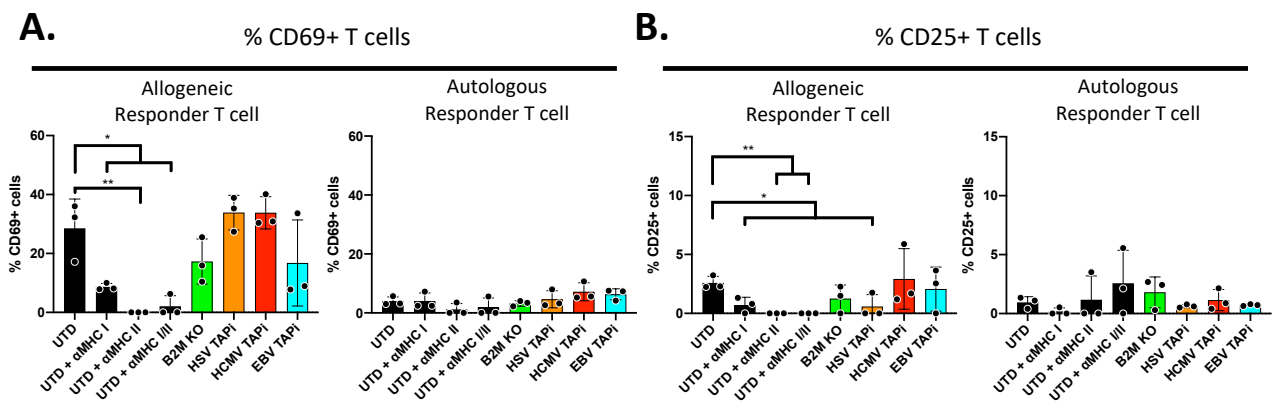 A.
% CD69+ T cells
Allogeneic
Responder T cell
% CD69+ cells
60
40
20
0
*
**
UTD
UTD + αMHC I
UTD + αMHC II
UTD + αMHC I/II
B2M KO
HSV TAPi
HCMV TAPi
EBV TAPi
Autologous
Responder T cell
% CD69+ cells
60
40
20
0
UTD
UTD + αMHC I
UTD + αMHC II
UTD + αMHC I/II
B2M KO
HSV TAPi
HCMV TAPi
EBV TAPi
B.
% CD25+ T cells
Allogeneic
Responder T cell
% CD25+ cells
15
10
5
0
**
*
UTD
UTD + αMHC I
UTD + αMHC II
UTD + αMHC I/II
B2M KO
HSV TAPi
HCMV TAPi
EBV TAPi
Autologous
Responder T cell
% CD25+ cells
15
10
5
0
UTD
UTD + αMHC I
UTD + αMHC II
UTD + αMHC I/II
B2M KO
HSV TAPi
HCMV TAPi
EBV TAPi